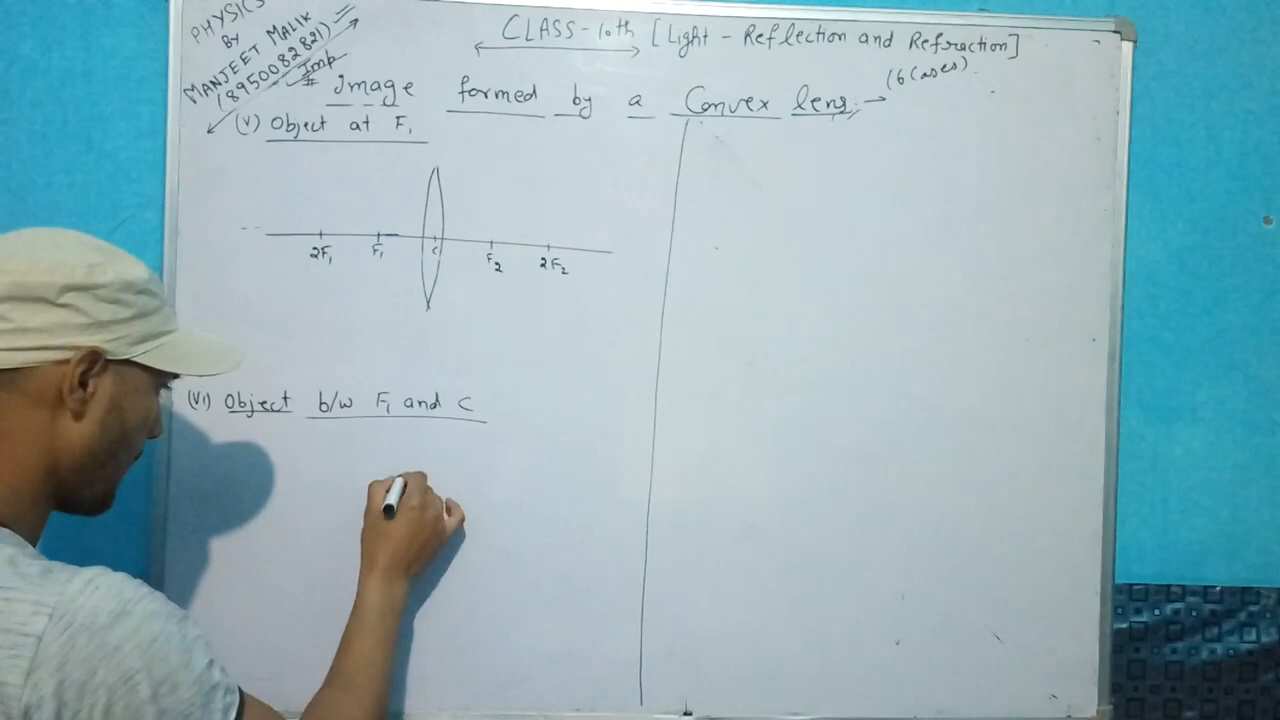 PHYSICS
BY
MANJEET MALIK
(8950082821)
CLASS-10th [Light - Reflection and Refraction]
# Imp
Image formed by a Convex lens:→ (6 Cases)
(V) Object at F₁
2F₁ F₁ C F₂ 2F₂
(VI) Object b/w F₁ and C